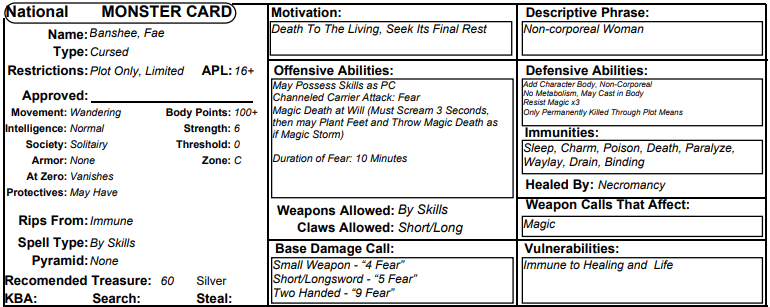 National MONSTER CARD
Name: Banshee, Fae
Type: Cursed
Restrictions: Plot Only, Limited APL: 16+
Approved:
Movement: Wandering Body Points: 100+
Intelligence: Normal Strength: 6
Society: Solitairy Threshold: 0
Armor: None Zone: C
At Zero: Vanishes
Protectives: May Have
Rips From: Immune
Spell Type: By Skills
Pyramid: None
Recomended Treasure: 60 Silver
KBA: Search: Steal:
Motivation:
Death To The Living, Seek Its Final Rest
Offensive Abilities:
May Possess Skills as PC
Channeled Carrier Attack: Fear
Magic Death at Will (Must Scream 3 Seconds,
then may Plant Feet and Throw Magic Death as
if Magic Storm)
Duration of Fear: 10 Minutes
Weapons Allowed: By Skills
Claws Allowed: Short/Long
Base Damage Call:
Small Weapon - “4 Fear”
Short/Longsword - “5 Fear”
Two Handed - “9 Fear”
Descriptive Phrase:
Non-corporeal Woman
Defensive Abilities:
Add Character Body, Non-Corporeal
No Metabolism, May Cast in Body
Resist Magic x3
Only Permanently Killed Through Plot Means
Immunities:
Sleep, Charm, Poison, Death, Paralyze,
Waylay, Drain, Binding
Healed By: Necromancy
Weapon Calls That Affect:
Magic
Vulnerabilities:
Immune to Healing and Life